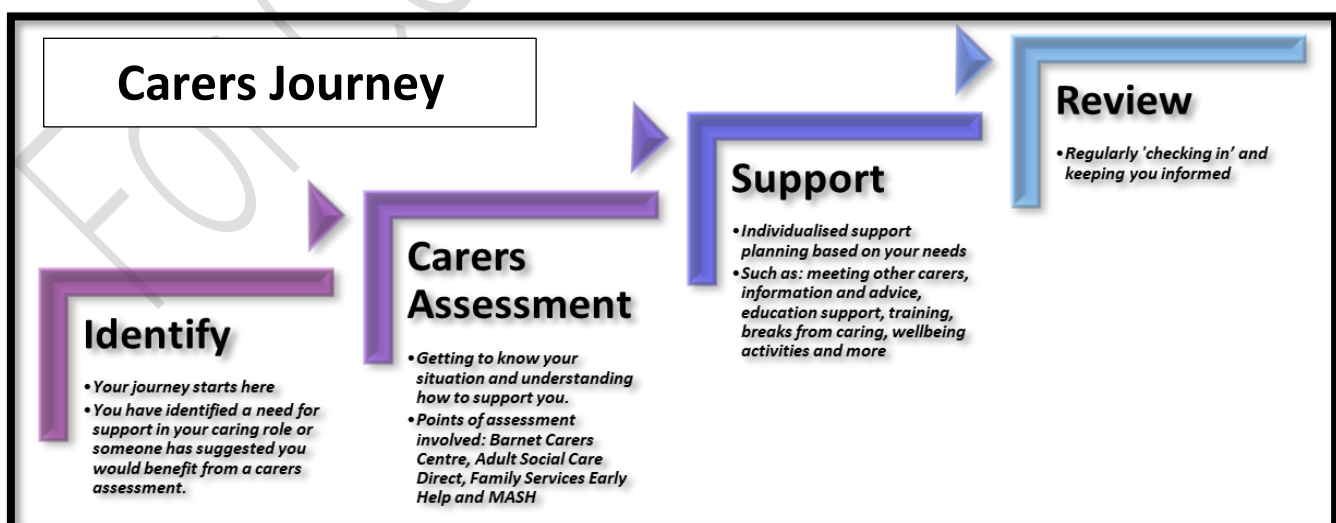 Carers Journey
Identify
•Your journey starts here
•You have identified a need for
support in your caring role or
someone has suggested you
would benefit from a carers
assessment.
Carers
Assessment
•Getting to know your
situation and understanding
how to support you.
•Points of assessment
involved: Barnet Carers
Centre, Adult Social Care
Direct, Family Services Early
Help and MASH
Support
•Individualised support
planning based on your needs
•Such as: meeting other carers,
information and advice,
education support, training,
breaks from caring, wellbeing
activities and more
Review
•Regularly 'checking in’ and
keeping you informed